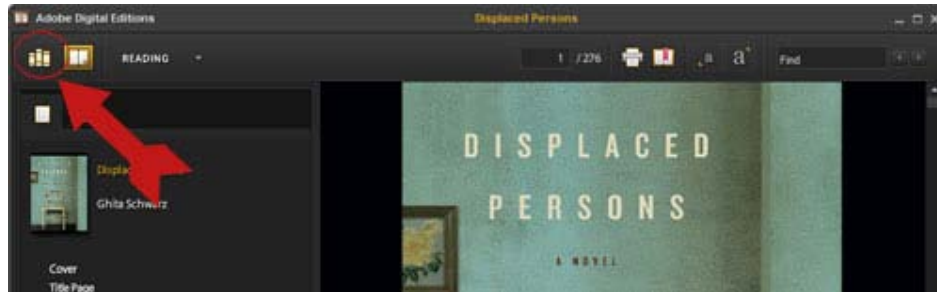 Adobe Digital Editions
Displaced Persons
READING
1 /276
a
a
Find
Ghita Schwarz
Cover
Title Page
DISPLACED
PERSONS
A NOVEL